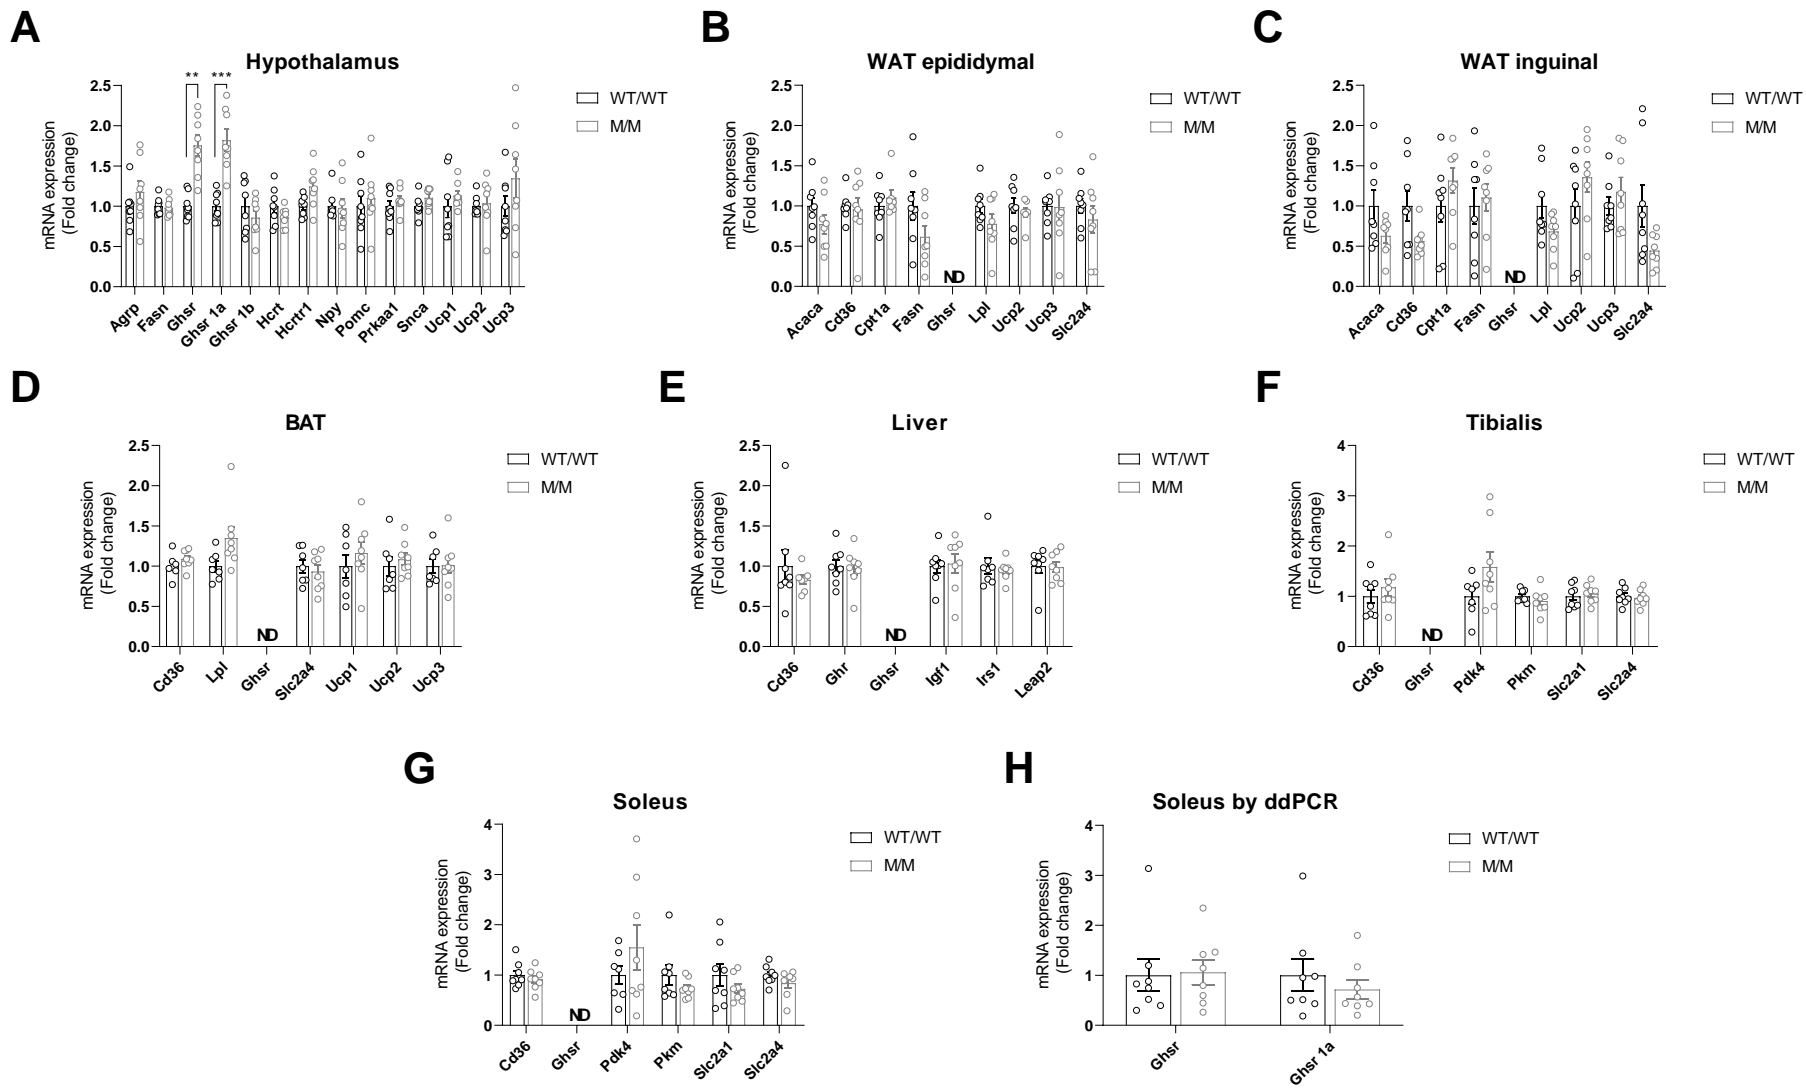 A
Hypothalamus
** ***
mRNA expression
(Fold change)
2.5
2.0
1.5
1.0
0.5
0.0
Agrp Fasn Ghsr Ghsr 1a Ghsr 1b Hcrt Hcrtr1 Npy Pomc Prkaa1 Snca Ucp1 Ucp2 Ucp3
WT/WT
M/M
B
WAT epididymal
mRNA expression
(Fold change)
2.5
2.0
1.5
1.0
0.5
0.0
ND
Acaca Cd36 Cpt1a Fasn Ghsr Lpl Ucp2 Ucp3 Slc2a4
WT/WT
M/M
C
WAT inguinal
mRNA expression
(Fold change)
2.5
2.0
1.5
1.0
0.5
0.0
ND
Acaca Cd36 Cpt1a Fasn Ghsr Lpl Ucp2 Ucp3 Slc2a4
WT/WT
M/M
D
BAT
mRNA expression
(Fold change)
2.5
2.0
1.5
1.0
0.5
0.0
ND
Cd36 Lpl Ghsr Slc2a4 Ucp1 Ucp2 Ucp3
WT/WT
M/M
E
Liver
mRNA expression
(Fold change)
2.5
2.0
1.5
1.0
0.5
0.0
ND
Cd36 Ghr Ghsr Igf1 Irs1 Leap2
WT/WT
M/M
F
Tibialis
mRNA expression
(Fold change)
4
3
2
1
0
ND
Cd36 Ghsr Pdk4 Pkm Slc2a1 Slc2a4
WT/WT
M/M
G
Soleus
mRNA expression
(Fold change)
4
3
2
1
0
ND
Cd36 Ghsr Pdk4 Pkm Slc2a1 Slc2a4
WT/WT
M/M
H
Soleus by ddPCR
mRNA expression
(Fold change)
4
3
2
1
0
Ghsr Ghsr 1a
WT/WT
M/M